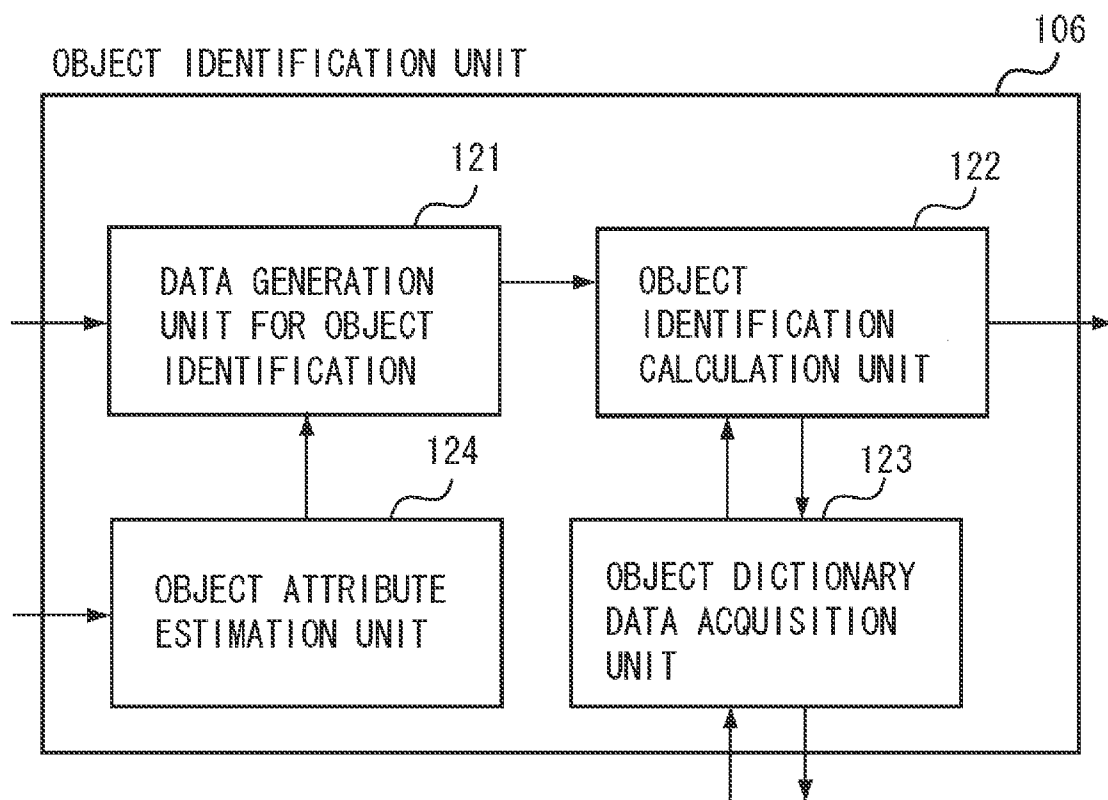 106
OBJECT IDENTIFICATION UNIT
121
122
DATA GENERATION
UNIT FOR OBJECT
IDENTIFICATION
OBJECT
IDENTIFICATION
CALCULATION UNIT
124
123
OBJECT ATTRIBUTE
ESTIMATION UNIT
OBJECT DICTIONARY
DATA ACQUISITION
UNIT